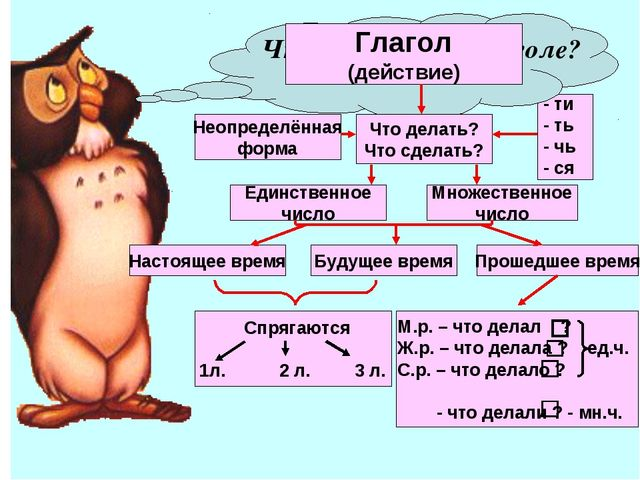 Глагол
(действие)
оле?
Неопределённая
форма
Что делать?
Что сделать?
- ти
- ть
- чь
- ся
Единственное
число
Множественное
число
Настоящее время
Будущее время
Прошедшее время
Спрягаются
1л. 2 л. 3 л.
М.р. – что делал ?
Ж.р. – что делала ? ед.ч.
С.р. – что делало ?
- что делали ? - мн.ч.